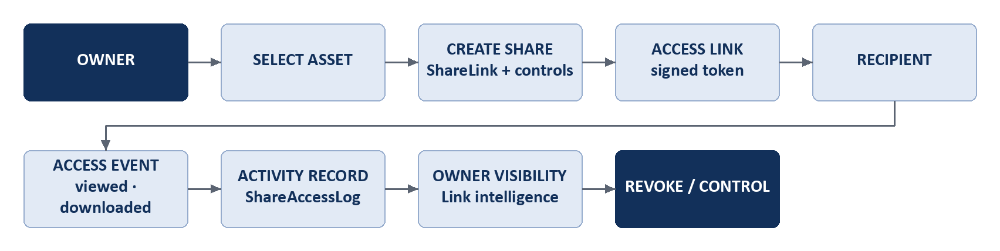 OWNER
SELECT ASSET
CREATE SHARE
ShareLink + controls
ACCESS LINK
signed token
RECIPIENT
ACCESS EVENT
viewed ·
downloaded
ACTIVITY RECORD
ShareAccessLog
OWNER VISIBILITY
Link intelligence
REVOKE / CONTROL